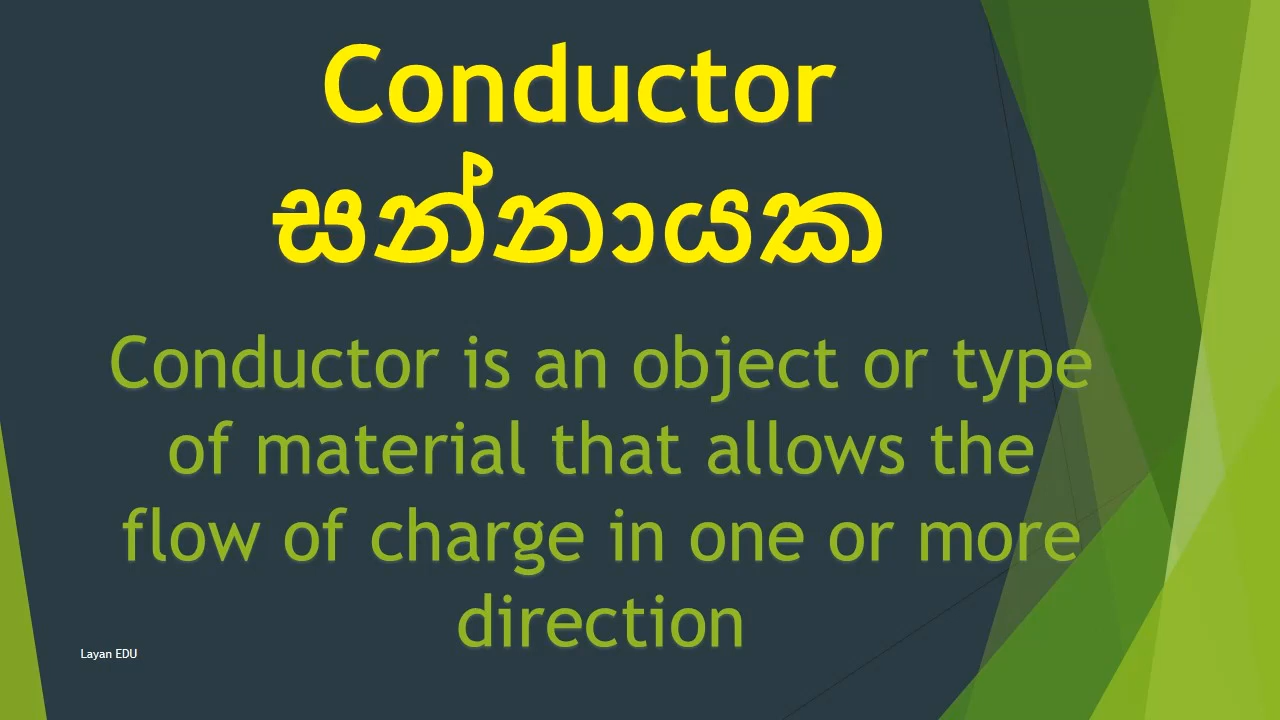 Conductor
සන්නායක
Conductor is an object or type
of material that allows the
flow of charge in one or more
direction
Layan EDU